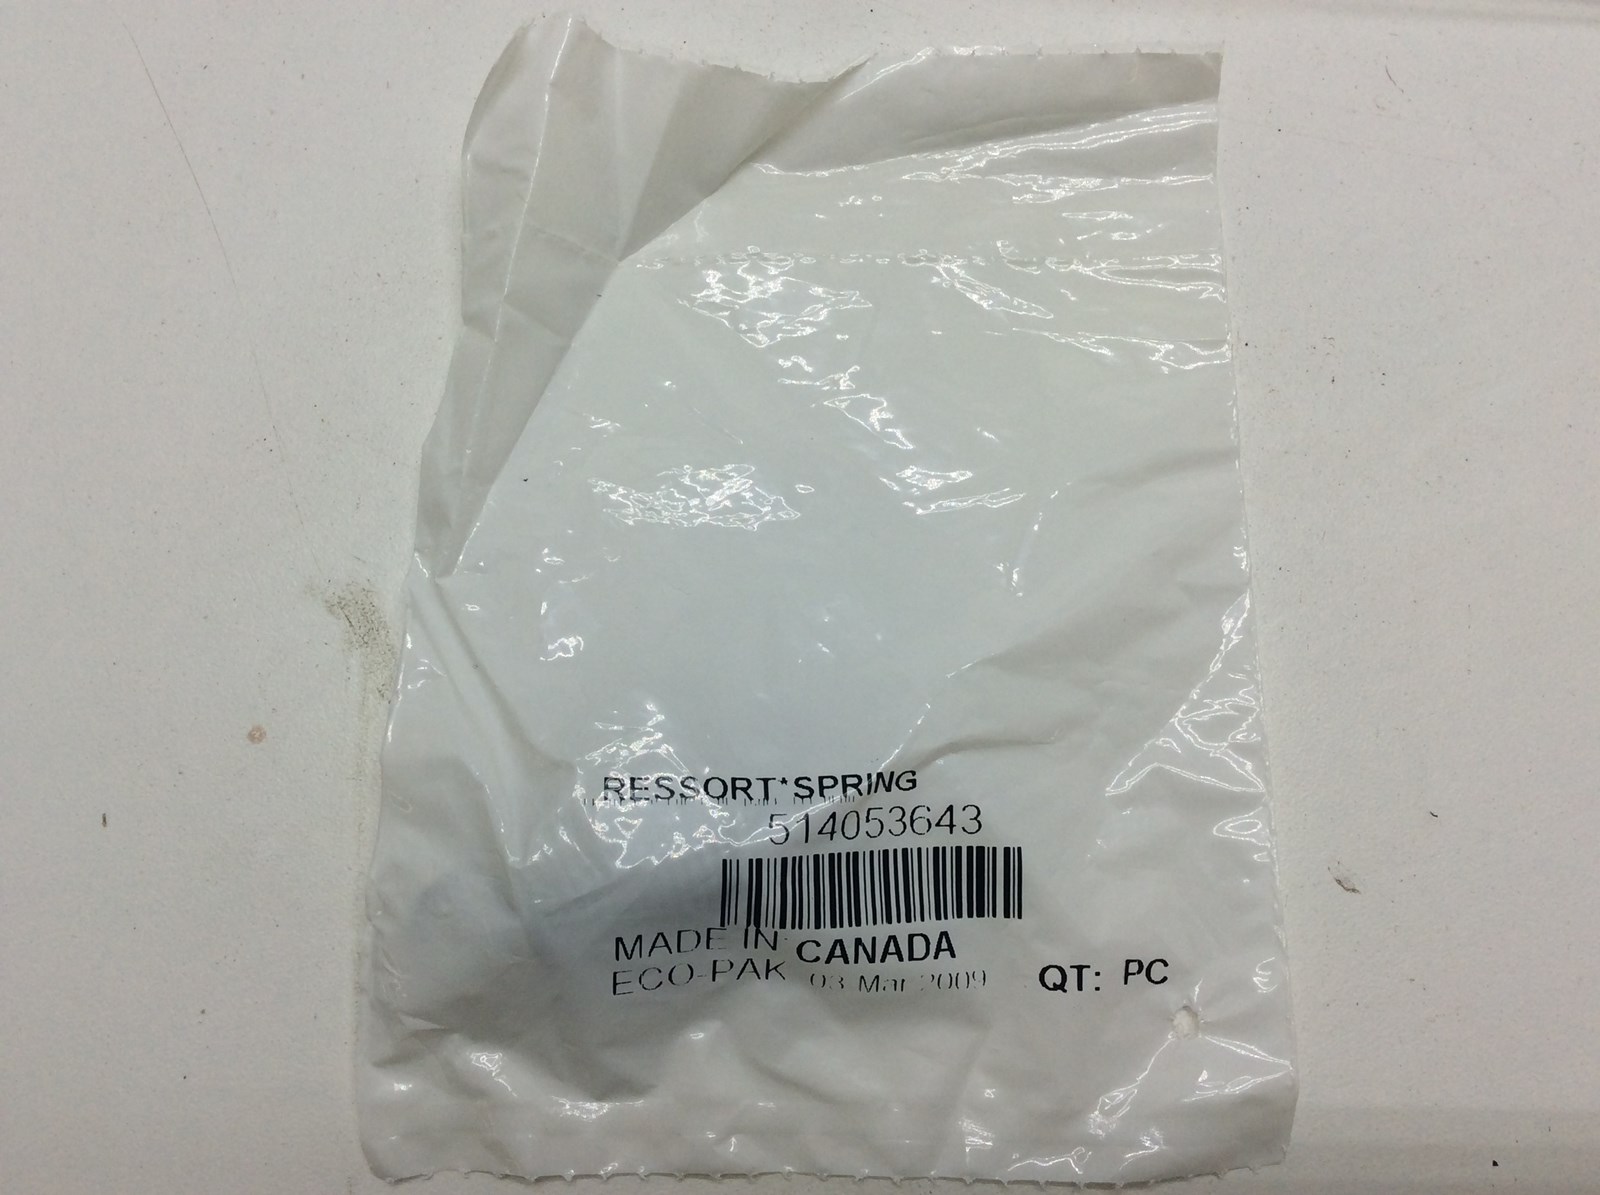 RESSORT*SPRING
514053643
MADE IN: CANADA
ECO-PAK 03 Mar 2009 QT: PC